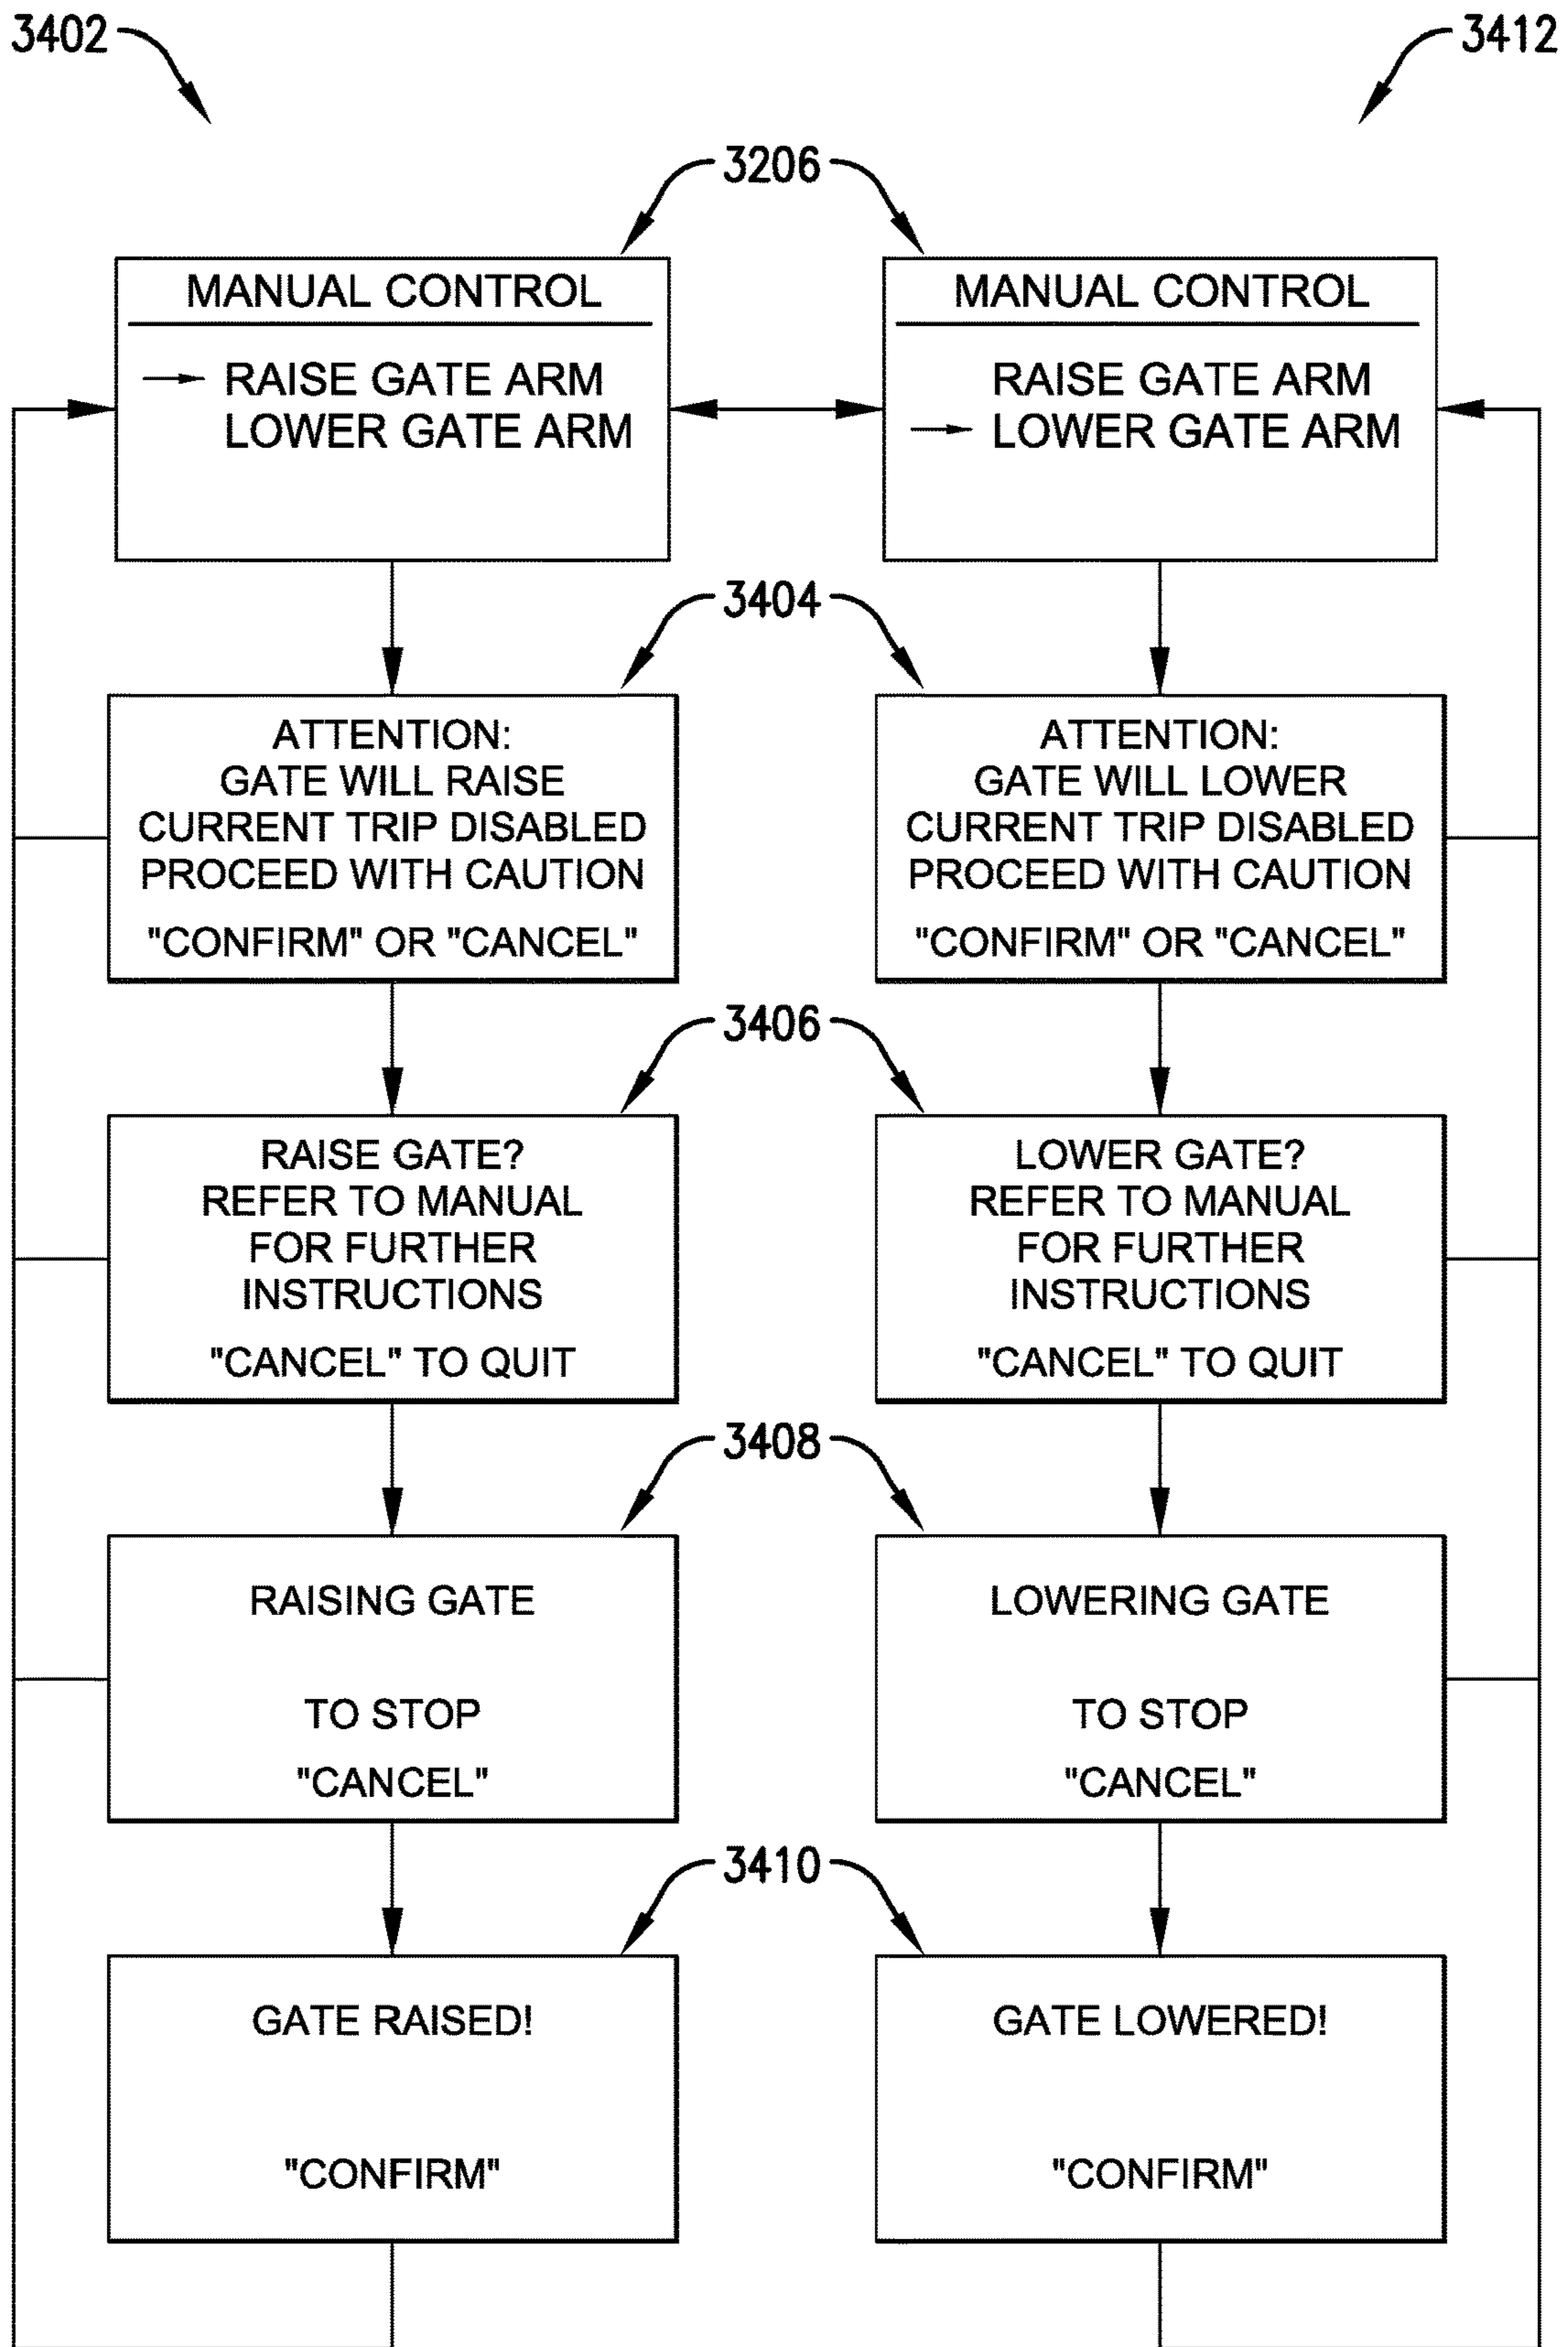 3402
3412
3206
MANUAL CONTROL
RAISE GATE ARM
LOWER GATE ARM
MANUAL CONTROL
RAISE GATE ARM
LOWER GATE ARM
3404
ATTENTION:
GATE WILL RAISE
CURRENT TRIP DISABLED
PROCEED WITH CAUTION
"CONFIRM" OR "CANCEL"
ATTENTION:
GATE WILL LOWER
CURRENT TRIP DISABLED
PROCEED WITH CAUTION
"CONFIRM" OR "CANCEL"
3406
RAISE GATE?
REFER TO MANUAL
FOR FURTHER
INSTRUCTIONS
"CANCEL" TO QUIT
LOWER GATE?
REFER TO MANUAL
FOR FURTHER
INSTRUCTIONS
"CANCEL" TO QUIT
3408
RAISING GATE
TO STOP
"CANCEL"
LOWERING GATE
TO STOP
"CANCEL"
3410
GATE RAISED!
"CONFIRM"
GATE LOWERED!
"CONFIRM"